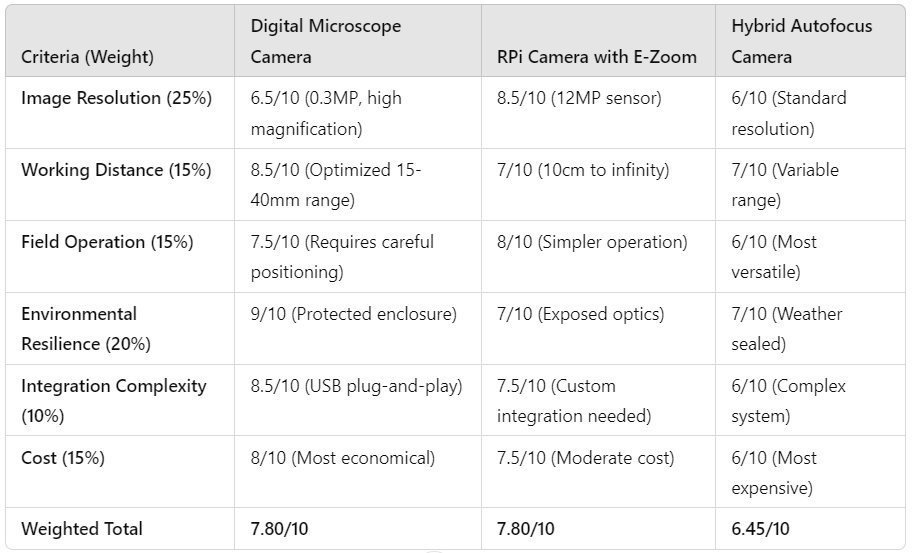 Criteria (Weight)
Digital Microscope
Camera
RPi Camera with E-Zoom
Hybrid Autofocus
Camera
Image Resolution (25%)
6.5/10 (0.3MP, high
magnification)
8.5/10 (12MP sensor)
6/10 (Standard
resolution)
Working Distance (15%)
8.5/10 (Optimized 15-
40mm range)
7/10 (10cm to infinity)
7/10 (Variable
range)
Field Operation (15%)
7.5/10 (Requires careful
positioning)
8/10 (Simpler operation)
6/10 (Most
versatile)
Environmental
Resilience (20%)
9/10 (Protected enclosure)
7/10 (Exposed optics)
7/10 (Weather
sealed)
Integration Complexity
(10%)
8.5/10 (USB plug-and-play)
7.5/10 (Custom
integration needed)
6/10 (Complex
system)
Cost (15%)
8/10 (Most economical)
7.5/10 (Moderate cost)
6/10 (Most
expensive)
Weighted Total
7.80/10
7.80/10
6.45/10